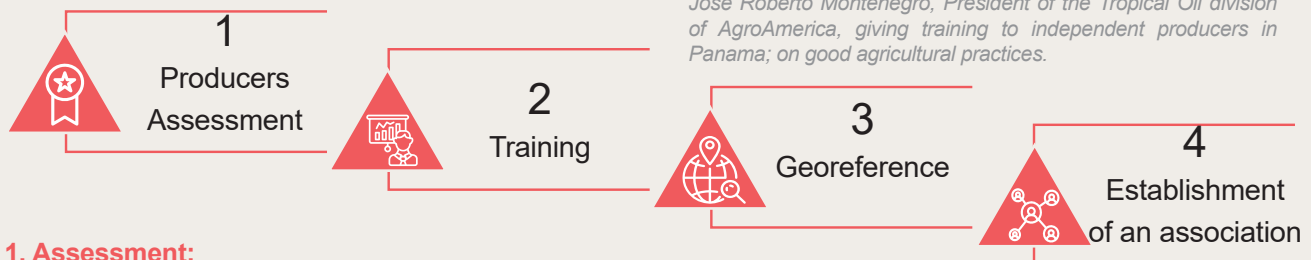 José Roberto Montenegro, President of the Tropical Oil division
of AgroAmerica, giving training to independent producers in
Panama; on good agricultural practices.
1
Producers
Assessment
2
Training
3
Georeference
4
Establishment
of an association
1. Assessment: